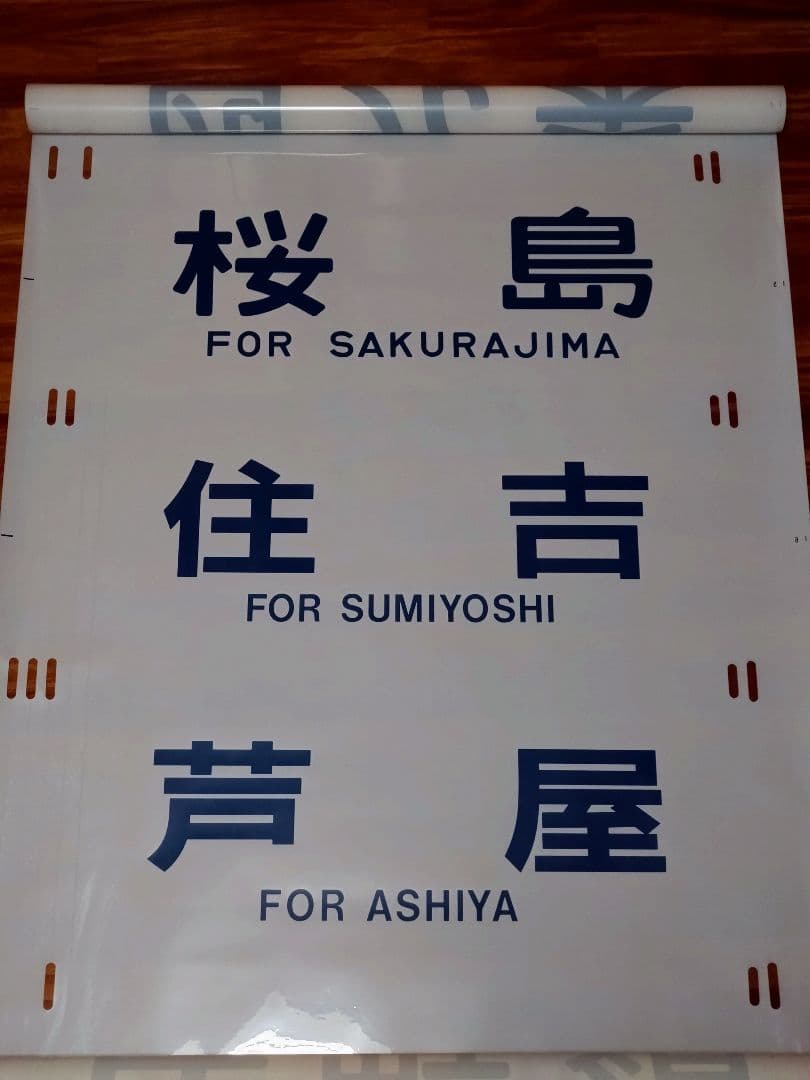 桜島
FOR SAKURAJIMA
住吉
FOR SUMIYOSHI
芦屋
FOR ASHIYA